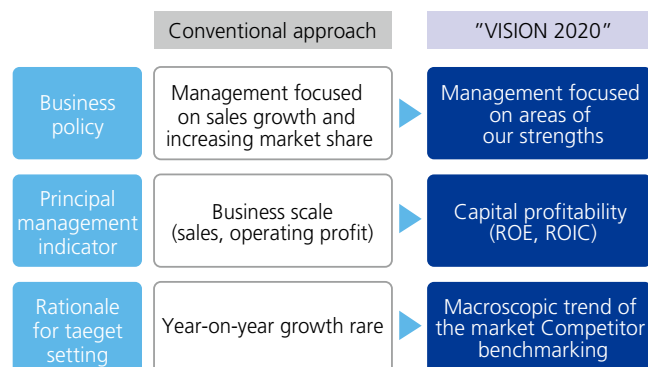 Conventional approach
"VISION 2020"
Business
policy
Management focused
on sales growth and
increasing market share
Management focused
on areas of
our strengths
Principal
management
indicator
Business scale
(sales, operating profit)
Capital profitability
(ROE, ROIC)
Rationale
for taeget
setting
Year-on-year growth rare
Macroscopic trend of
the market Competitor
benchmarking